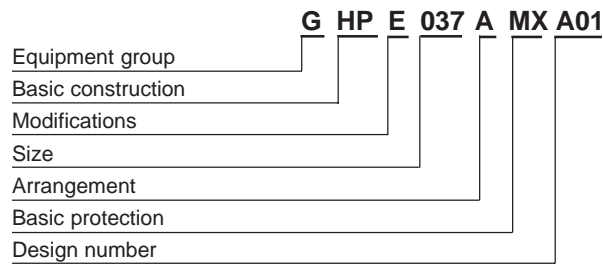 G HP E 037 A MX A01
Equipment group
Basic construction
Modifications
Size
Arrangement
Basic protection
Design number